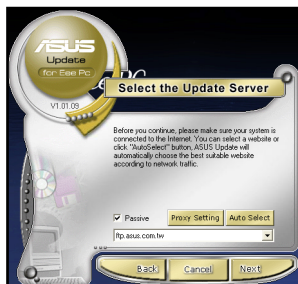 ASUS
Update
for Eee Pc
V1.01.09
Select the Update Server
Before you continue, please make sure your system is
connected to the Internet. You can select a website or
click "AutoSelect" button, ASUS Update will
automatically choose the best suitable website
according to network traffic.
Passive
Proxy Setting
Auto Select
ftp.asus.com.tw
Back
Cancel
Next